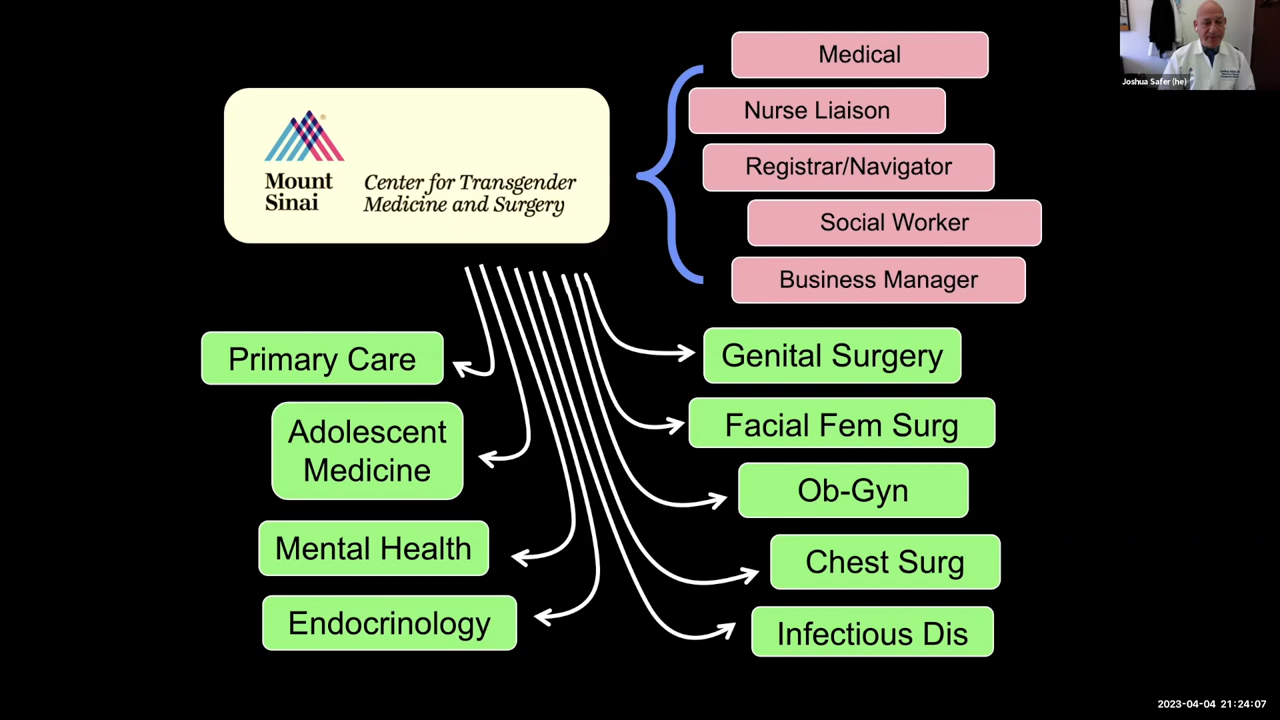 Medical
Joshua Safer (he)
Nurse Liaison
Registrar/Navigator
Mount
Sinai
®
Center for Transgender
Medicine and Surgery
Social Worker
Business Manager
Primary Care
Adolescent
Medicine
Mental Health
Endocrinology
Genital Surgery
Facial Fem Surg
Ob-Gyn
Chest Surg
Infectious Dis
2023-04-04 21:24:07